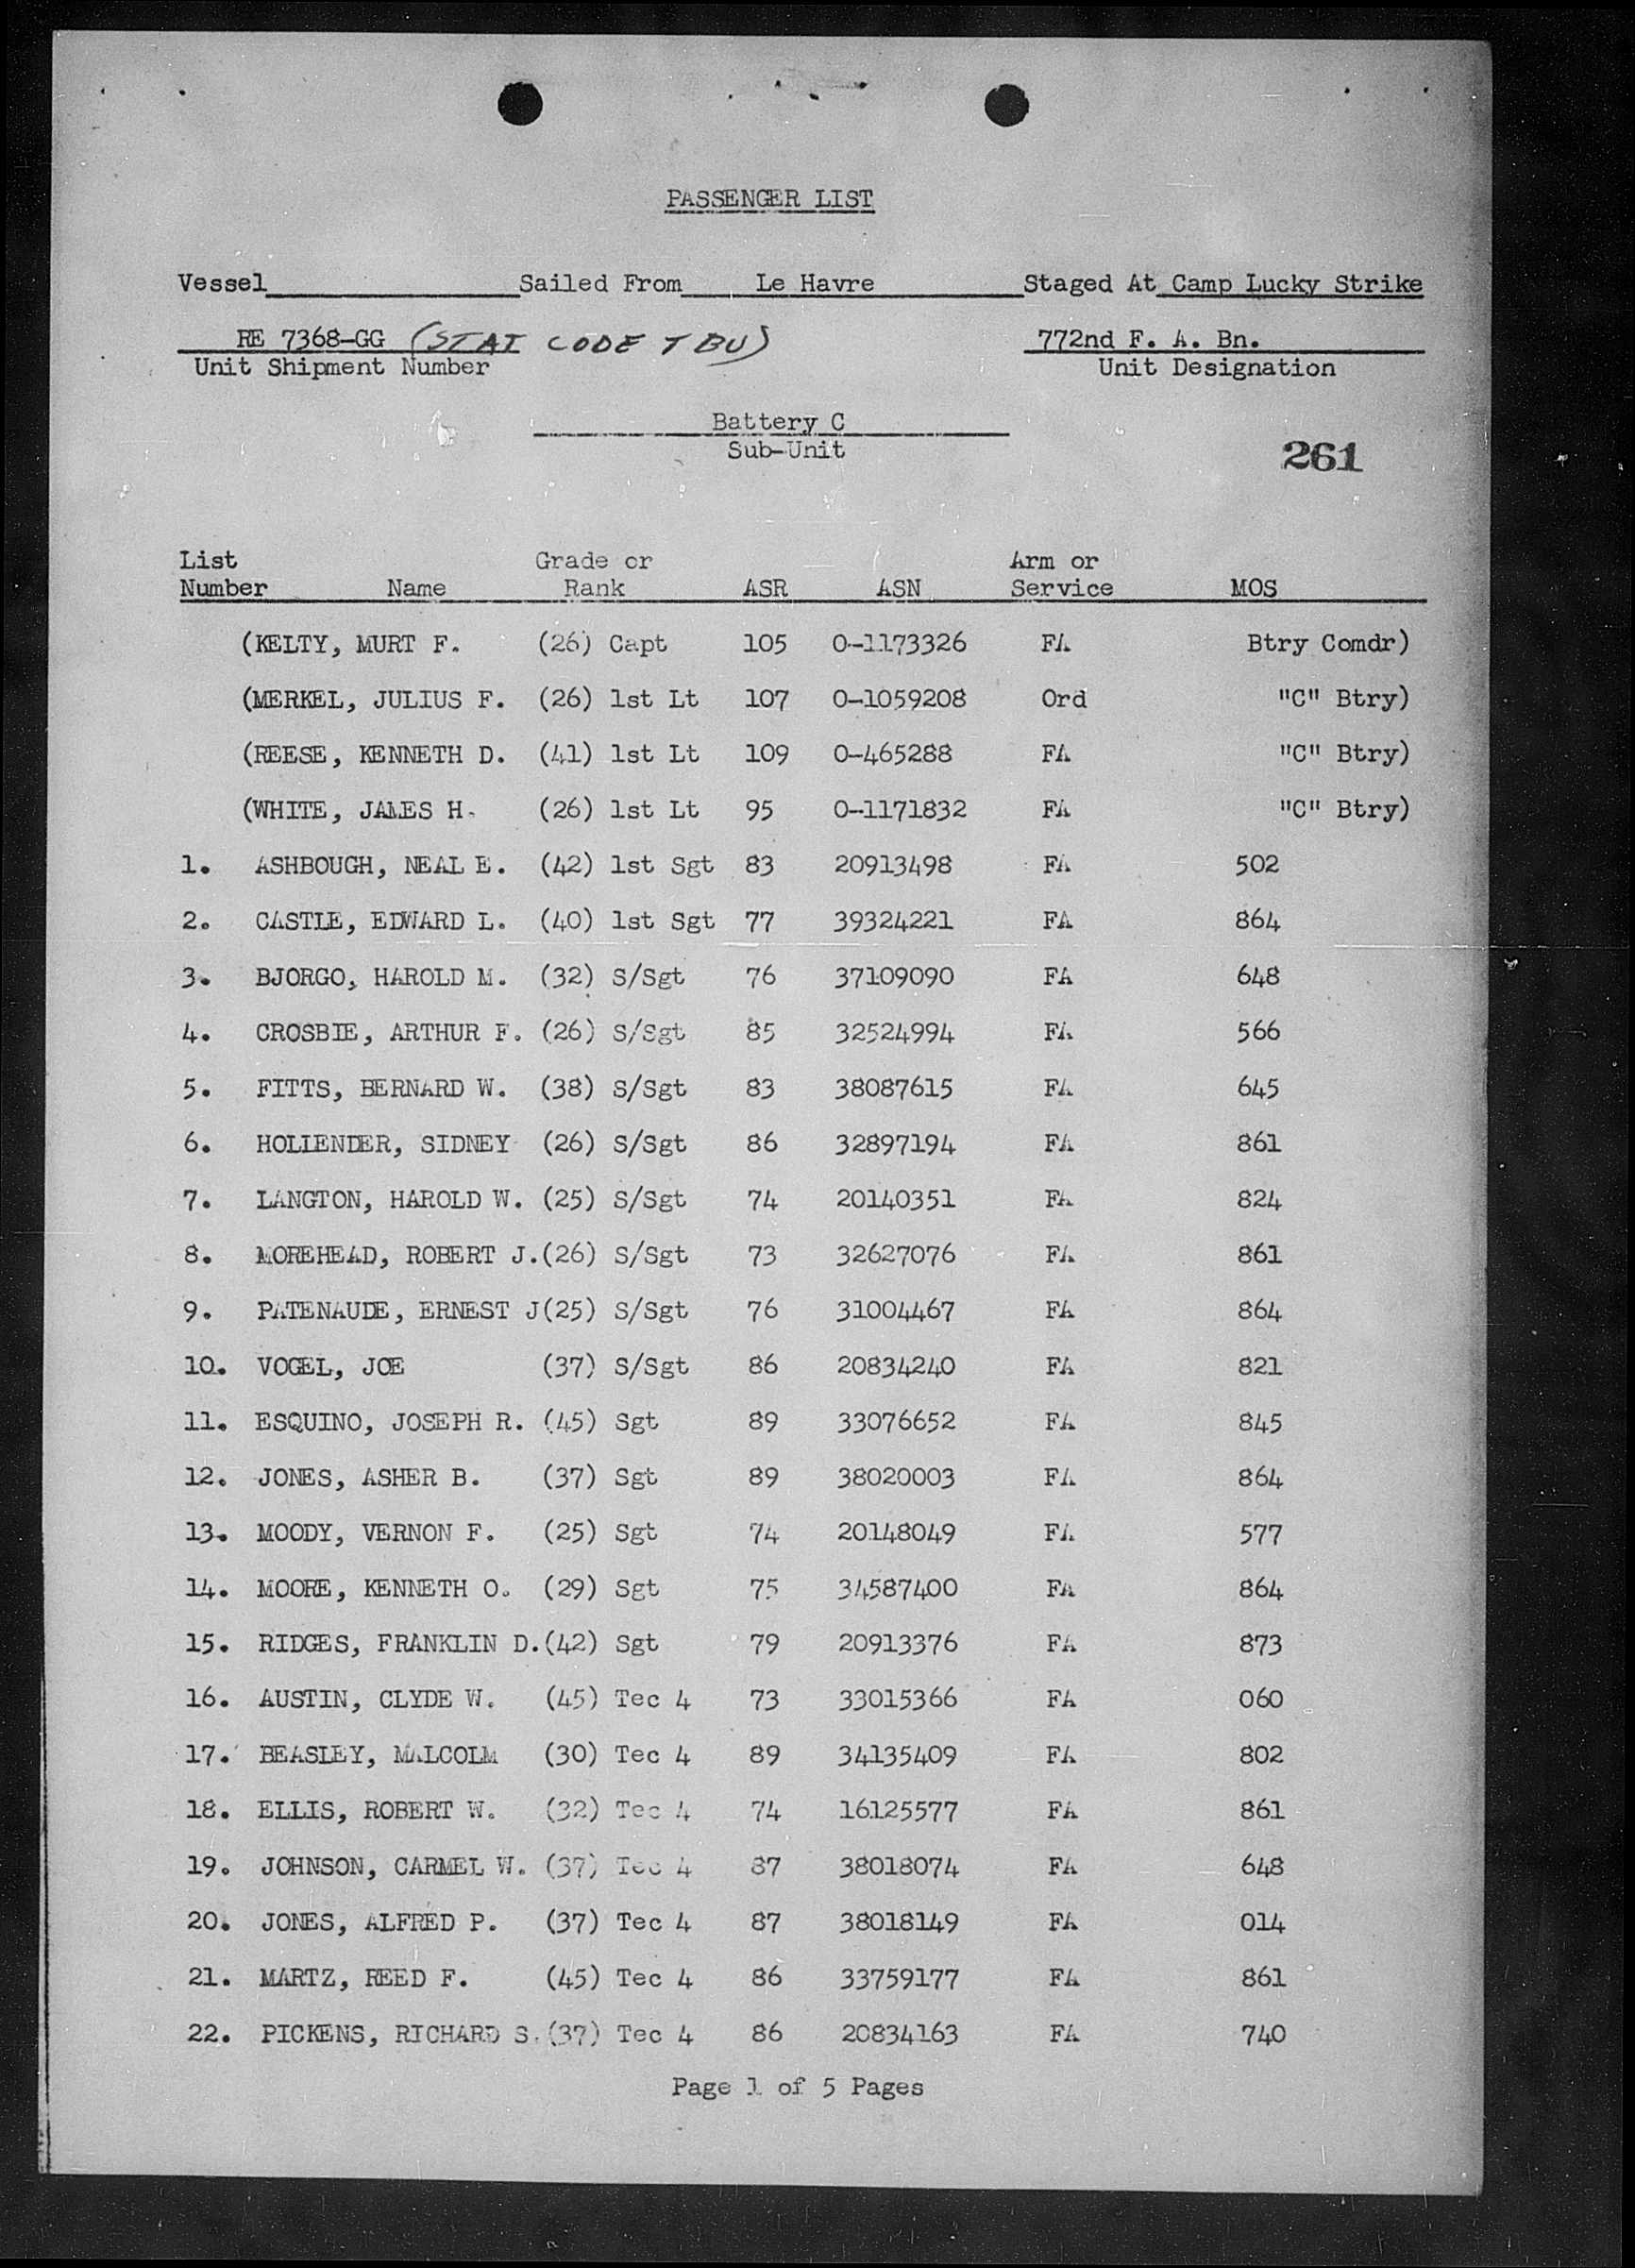 PASSENGER LIST
Vessel Sailed From Le Havre Staged At Camp Lucky Strike
RE 7368-GG (STAT CODE TBU) 772nd F. A. Bn.
Unit Shipment Number Unit Designation
Battery C
Sub-Unit
261
List Grade or Arm or
Number Name Rank ASR ASN Service MOS
(KELTY, MURT F. (26) Capt 105 O-1173326 FA Btry Comdr)
(MERKEL, JULIUS F. (26) 1st Lt 107 O-1059208 Ord "C" Btry)
(REESE, KENNETH D. (41) 1st Lt 109 O-465288 FA "C" Btry)
(WHITE, JAMES H. (26) 1st Lt 95 O-1171832 FA "C" Btry)
1. ASHBOUGH, NEAL E. (42) 1st Sgt 83 20913498 FA 502
2. CASTLE, EDWARD L. (40) 1st Sgt 77 39324221 FA 864
3. BJORGO, HAROLD M. (32) S/Sgt 76 37109090 FA 648
4. CROSBIE, ARTHUR F. (26) S/Sgt 85 32524994 FA 566
5. FITTS, BERNARD W. (38) S/Sgt 83 38087615 FA 645
6. HOLLENDER, SIDNEY (26) S/Sgt 86 32897194 FA 861
7. LANGTON, HAROLD W. (25) S/Sgt 74 20140351 FA 824
8. MOREHEAD, ROBERT J.(26) S/Sgt 73 32627076 FA 861
9. PATENAUDE, ERNEST J(25) S/Sgt 76 31004467 FA 864
10. VOGEL, JOE (37) S/Sgt 86 20834240 FA 821
11. ESQUINO, JOSEPH R. (45) Sgt 89 33076652 FA 845
12. JONES, ASHER B. (37) Sgt 89 38020003 FA 864
13. MOODY, VERNON F. (25) Sgt 74 20148049 FA 577
14. MOORE, KENNETH O. (29) Sgt 75 34587400 FA 864
15. RIDGES, FRANKLIN D.(42) Sgt 79 20913376 FA 873
16. AUSTIN, CLYDE W. (45) Tec 4 73 33015366 FA 060
17. BEASLEY, MALCOLM (30) Tec 4 89 34135409 FA 802
18. ELLIS, ROBERT W. (32) Tec 4 74 16125577 FA 861
19. JOHNSON, CARMEL W. (37) Tec 4 87 38018074 FA 648
20. JONES, ALFRED P. (37) Tec 4 87 38018149 FA 014
21. MARTZ, REED F. (45) Tec 4 86 33759177 FA 861
22. PICKENS, RICHARD S.(37) Tec 4 86 20834163 FA 740
Page 1 of 5 Pages